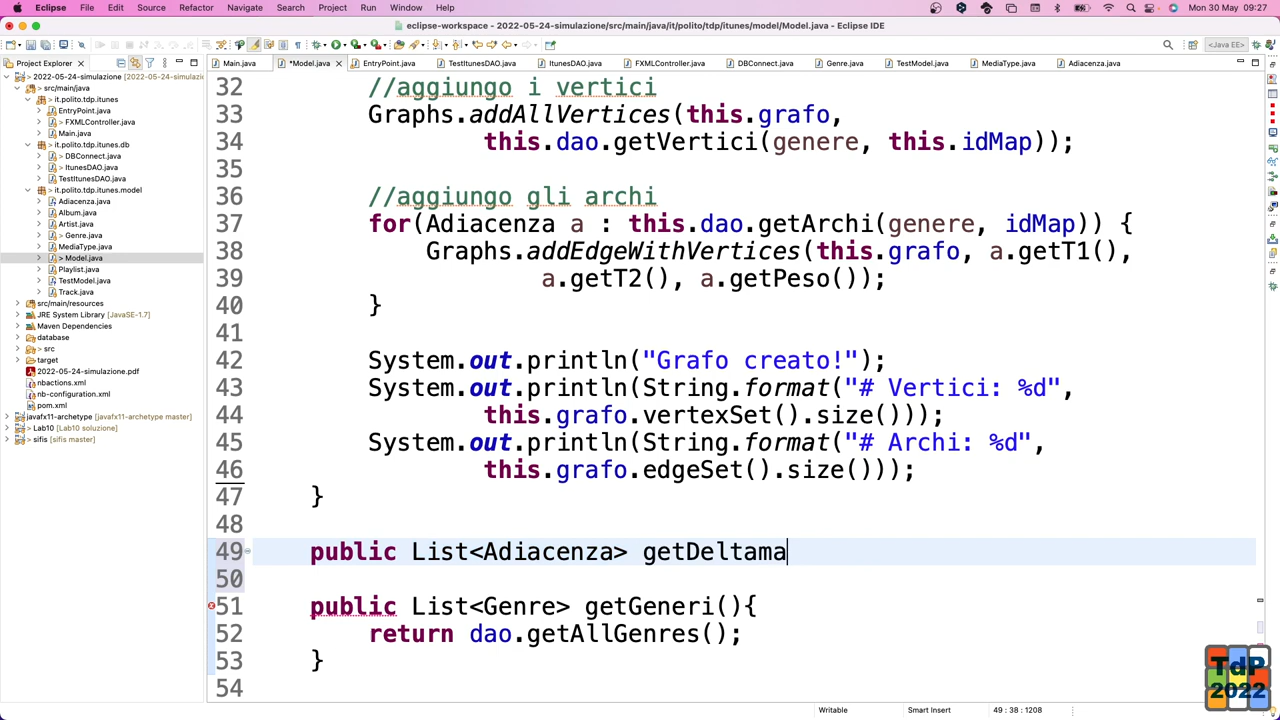 Eclipse File Edit Source Refactor Navigate Search Project Run Window Help Mon 30 May 09:27
eclipse-workspace - 2022-05-24-simulazione/src/main/java/it/polito/tdp/itunes/model/Model.java - Eclipse IDE
<Java EE>
Project Explorer
Main.java *Model.java EntryPoint.java TestItunesDAO.java ItunesDAO.java FXMLController.java DBConnect.java Genre.java TestModel.java MediaType.java Adiacenza.java
> 2022-05-24-simulazione [2022-05-24-simulazi
> src/main/java
> it.polito.tdp.itunes
EntryPoint.java
> FXMLController.java
Main.java
> it.polito.tdp.itunes.db
> DBConnect.java
> ItunesDAO.java
TestItunesDAO.java
> it.polito.tdp.itunes.model
Adiacenza.java
Album.java
Artist.java
> Genre.java
MediaType.java
> Model.java
Playlist.java
TestModel.java
Track.java
src/main/resources
JRE System Library [JavaSE-1.7]
Maven Dependencies
database
> src
target
2022-05-24-simulazione.pdf
nbactions.xml
nb-configuration.xml
pom.xml
javafx11-archetype [javafx11-archetype master]
> Lab10 [Lab10 soluzione]
> sifis [sifis master]
32 //aggiungo i vertici
33 Graphs.addAllVertices(this.grafo,
34 this.dao.getVertici(genere, this.idMap));
35
36 //aggiungo gli archi
37 for(Adiacenza a : this.dao.getArchi(genere, idMap)) {
38 Graphs.addEdgeWithVertices(this.grafo, a.getT1(),
39 a.getT2(), a.getPeso());
40 }
41
42 System.out.println("Grafo creato!");
43 System.out.println(String.format("# Vertici: %d",
44 this.grafo.vertexSet().size()));
45 System.out.println(String.format("# Archi: %d",
46 this.grafo.edgeSet().size()));
47 }
48
49 public List<Adiacenza> getDeltama
50
51 public List<Genre> getGeneri(){
52 return dao.getAllGenres();
53 }
54
TdP
2022
Writable Smart Insert 49 : 38 : 1208